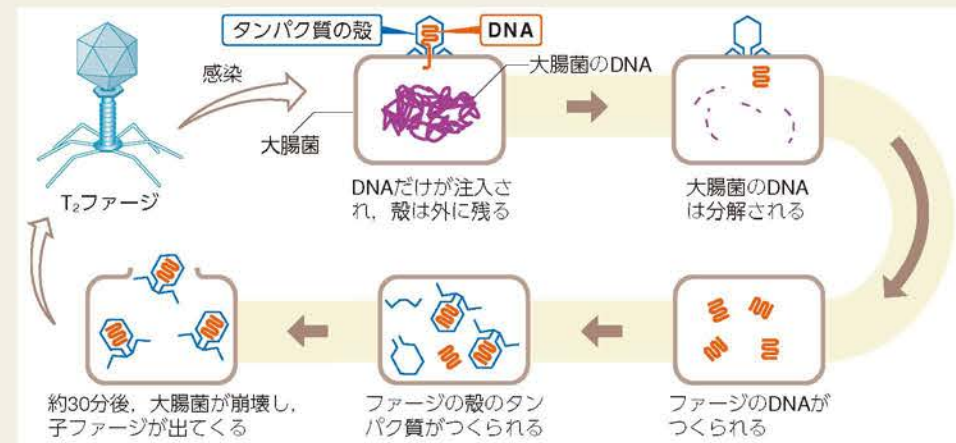 タンパク質の殻
DNA
感染
大腸菌のDNA
大腸菌
T₂ファージ
DNAだけが注入さ
れ，殻は外に残る
大腸菌のDNA
は分解される
約30分後，大腸菌が崩壊し，
子ファージが出てくる
ファージの殻のタン
パク質がつくられる
ファージのDNAが
つくられる